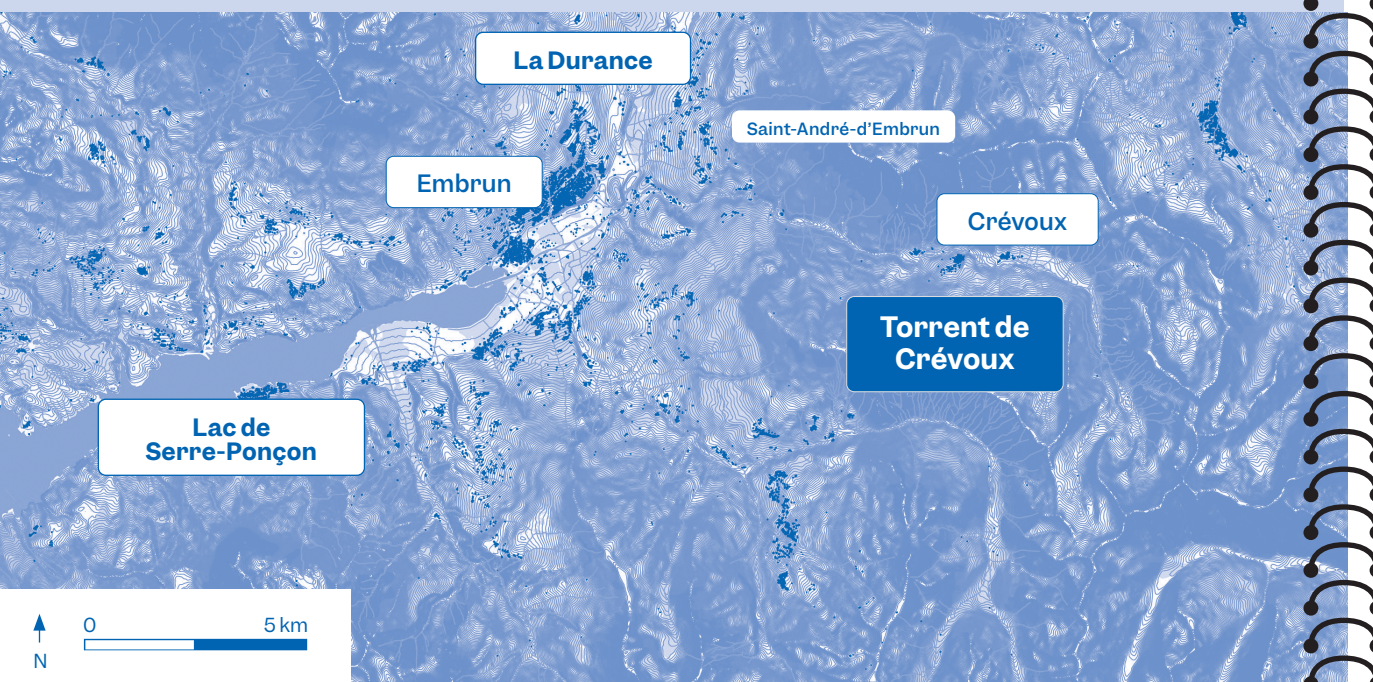 La Durance
Saint-André-d'Embrun
Embrun
Crévoux
Torrent de
Crévoux
Lac de
Serre-Ponçon
0 5 km
N